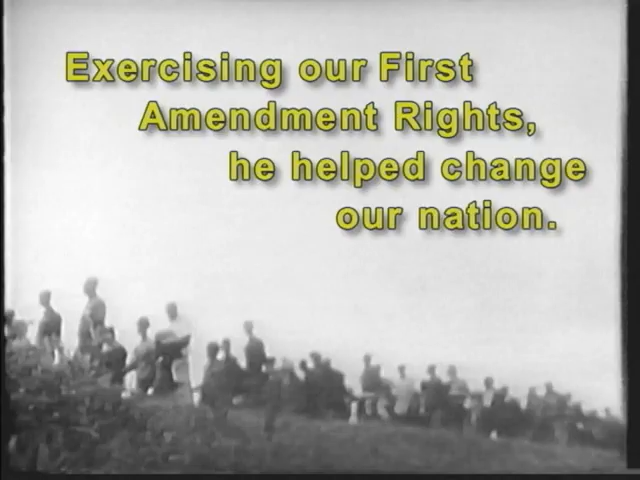 Exercising our First
Amendment Rights,
he helped change
our nation.